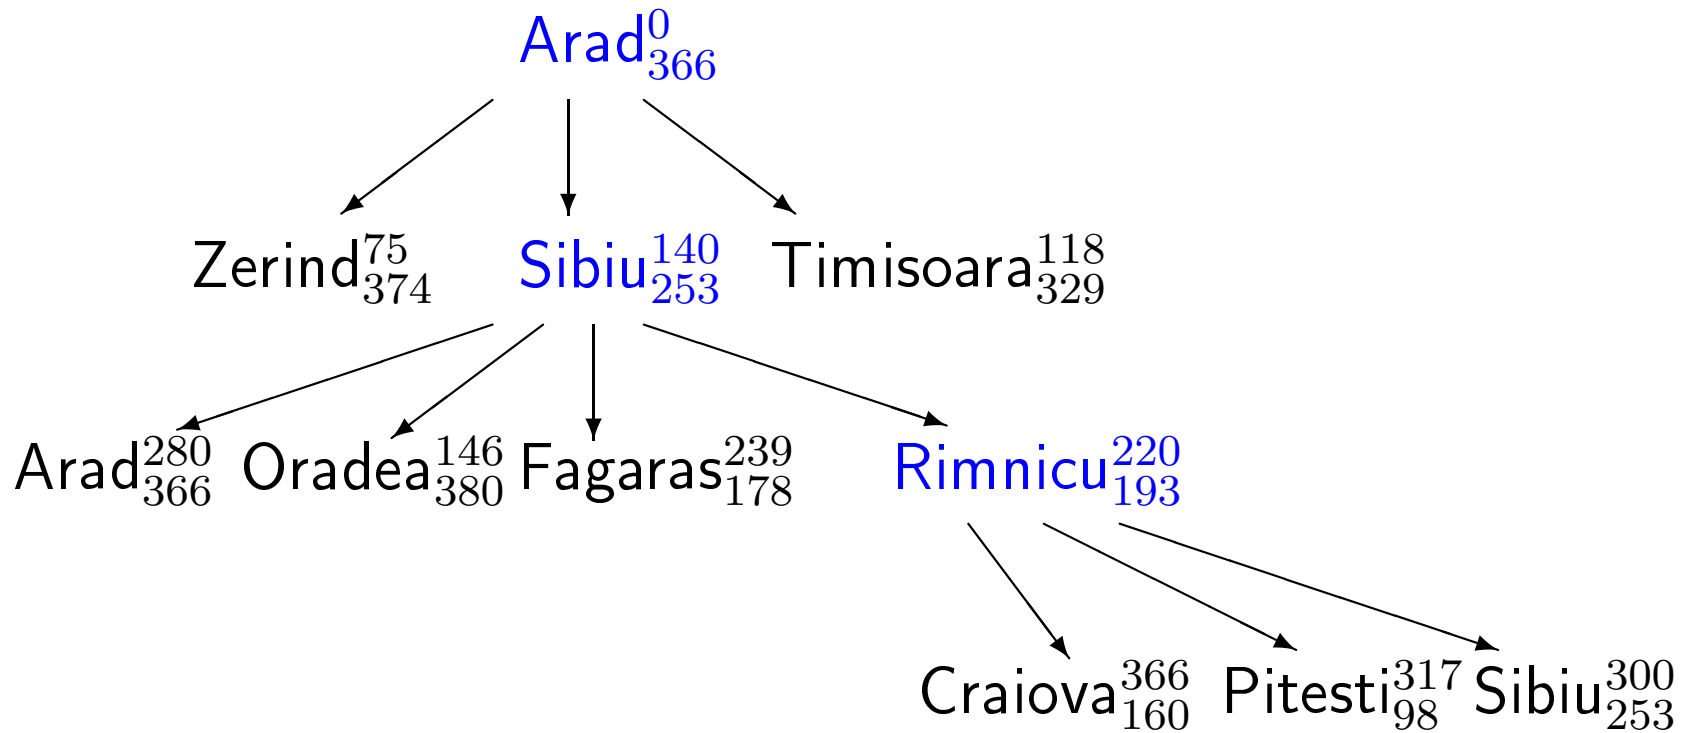 Arad 0 366
Zerind 75 374 Sibiu 140 253 Timisoara 118 329
Arad 280 366 Oradea 146 380 Fagaras 239 178 Rimnicu 220 193
Craiova 366 160 Pitesti 317 98 Sibiu 300 253